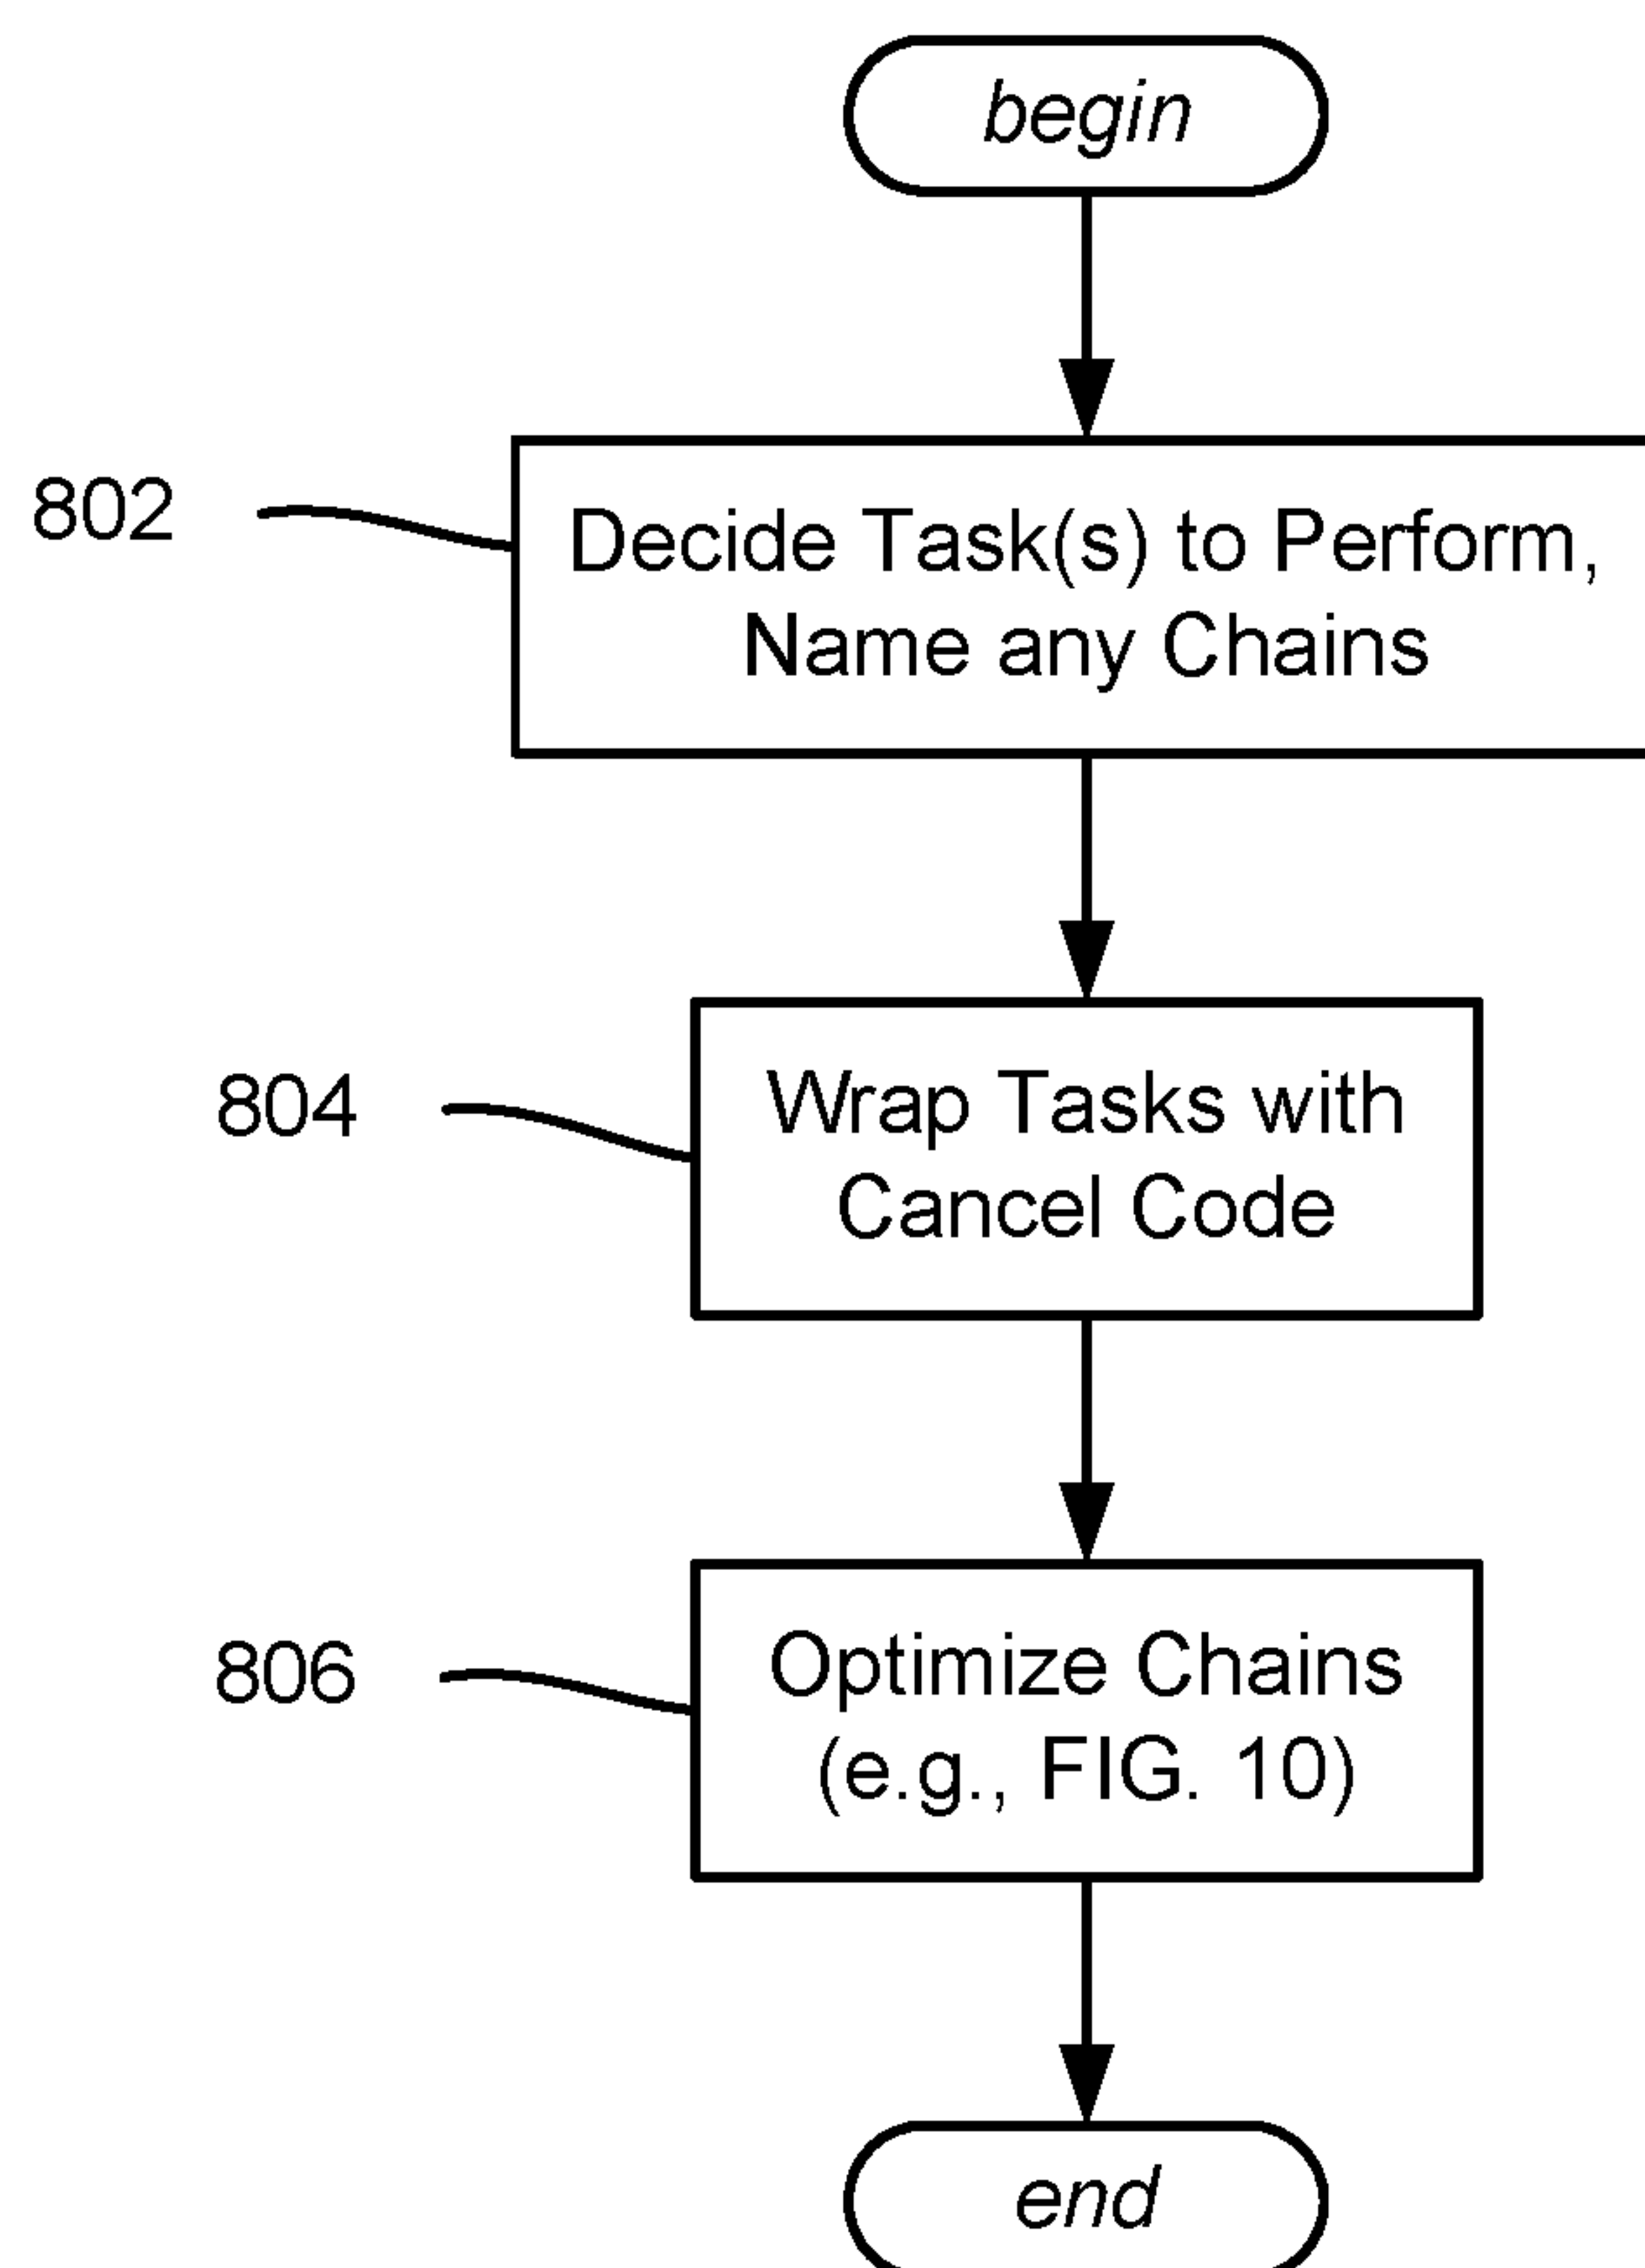 begin
802
Decide Task(s) to Perform,
Name any Chains
804
Wrap Tasks with
Cancel Code
806
Optimize Chains
(e.g., FIG. 10)
end